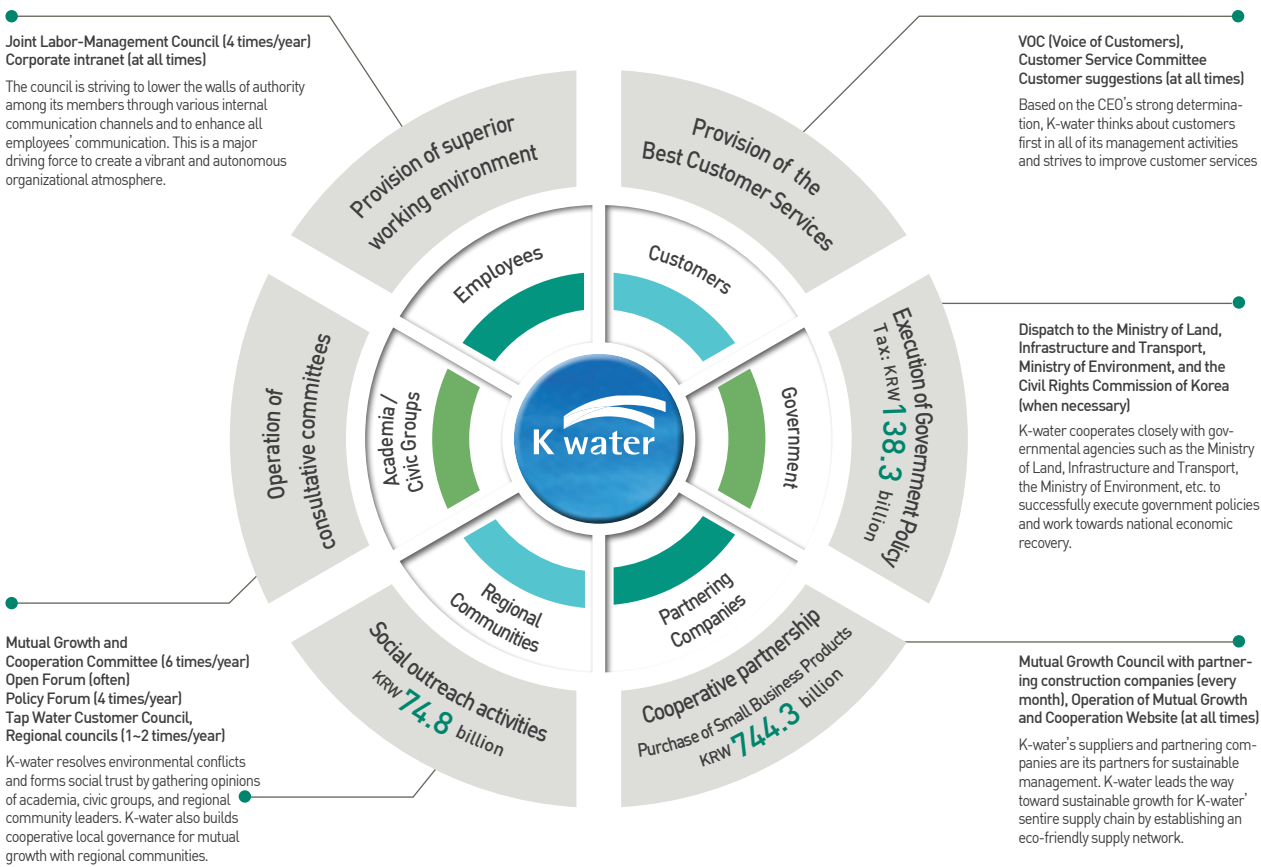 Joint Labor-Management Council (4 times/year)
Corporate intranet (at all times)
The council is striving to lower the walls of authority
among its members through various internal
communication channels and to enhance all
employees' communication. This is a major
driving force to create a vibrant and autonomous
organizational atmosphere.
VOC (Voice of Customers),
Customer Service Committee
Customer suggestions (at all times)
Based on the CEO's strong determina-
tion, K-water thinks about customers
first in all of its management activities
and strives to improve customer services
Provision of superior
working environment
Provision of the
Best Customer Services
Employees
Customers
Operation of
consultative committees
Academia /
Civic Groups
K water
Government
Execution of Government Policy
Tax: KRW 138.3 billion
Dispatch to the Ministry of Land,
Infrastructure and Transport,
Ministry of Environment, and the
Civil Rights Commission of Korea
(when necessary)
K-water cooperates closely with gov-
ernmental agencies such as the Ministry
of Land, Infrastructure and Transport,
the Ministry of Environment, etc. to
successfully execute government policies
and work towards national economic
recovery.
Regional
Communities
Partnering
Companies
Social outreach activities
KRW 74.8 billion
Cooperative partnership
Purchase of Small Business Products
KRW 744.3 billion
Mutual Growth and
Cooperation Committee (6 times/year)
Open Forum (often)
Policy Forum (4 times/year)
Tap Water Customer Council,
Regional councils (1~2 times/year)
K-water resolves environmental conflicts
and forms social trust by gathering opinions
of academia, civic groups, and regional
community leaders. K-water also builds
cooperative local governance for mutual
growth with regional communities.
Mutual Growth Council with partner-
ing construction companies (every
month), Operation of Mutual Growth
and Cooperation Website (at all times)
K-water's suppliers and partnering com-
panies are its partners for sustainable
management. K-water leads the way
toward sustainable growth for K-water'
sentire supply chain by establishing an
eco-friendly supply network.